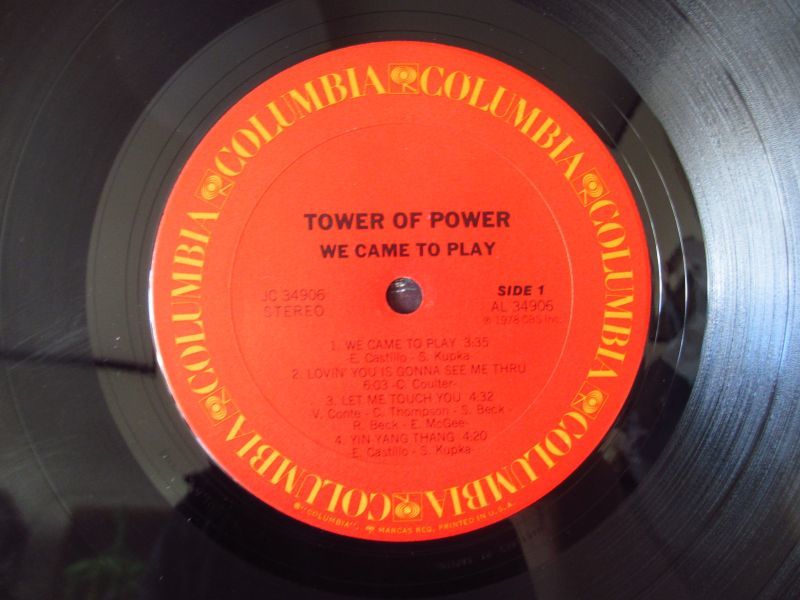 COLUMBIA COLUMBIA COLUMBIA COLUMBIA COLUMBIA COLUMBIA COLUMBIA
TOWER OF POWER
WE CAME TO PLAY
JC 34906
STEREO
SIDE 1
AL 34906
℗ 1978 CBS Inc.
1. WE CAME TO PLAY 3:35
E. Castillo - S. Kupka-
2. LOVIN' YOU IS GONNA SEE ME THRU
6:03 -C. Coulter-
3. LET ME TOUCH YOU 4:32
V. Conte - C. Thompson - S. Beck
R. Beck - E. McGee-
4. YIN YANG THANG 4:20
E. Castillo - S. Kupka-
"COLUMBIA", MARCAS REG. PRINTED IN U.S.A.